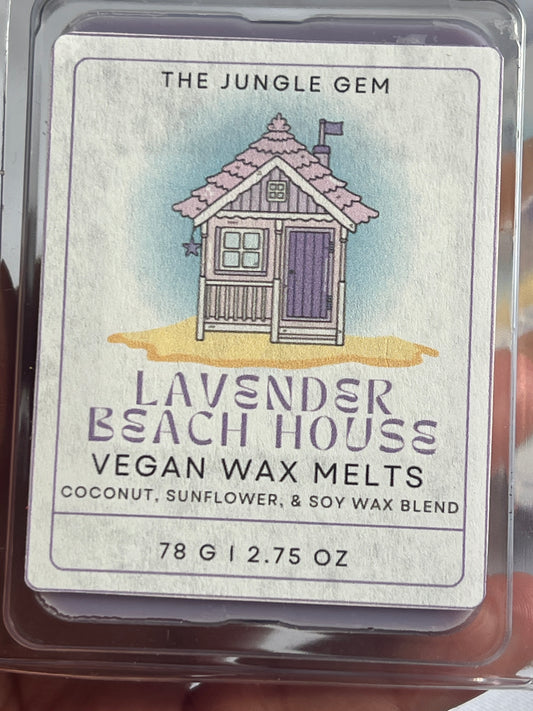 THE JUNGLE GEM
LAVENDER
BEACH HOUSE
VEGAN WAX MELTS
COCONUT, SUNFLOWER, & SOY WAX BLEND
78 G | 2.75 OZ